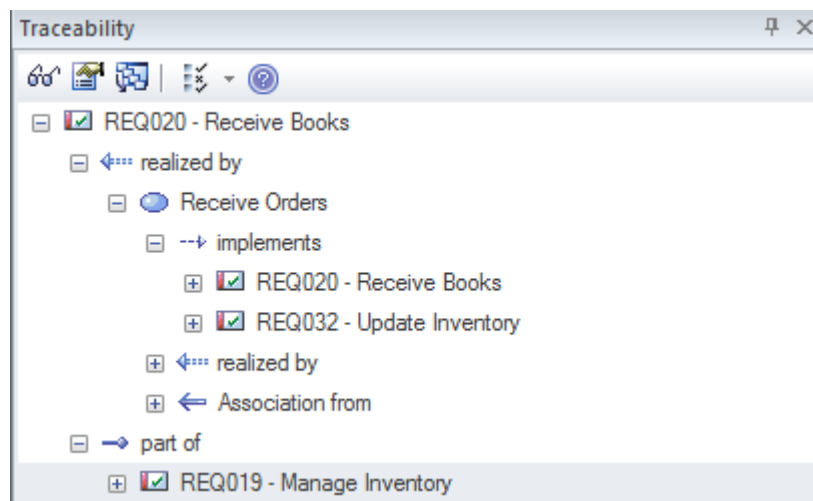 Traceability
REQ020 - Receive Books
realized by
Receive Orders
implements
REQ020 - Receive Books
REQ032 - Update Inventory
realized by
Association from
part of
REQ019 - Manage Inventory